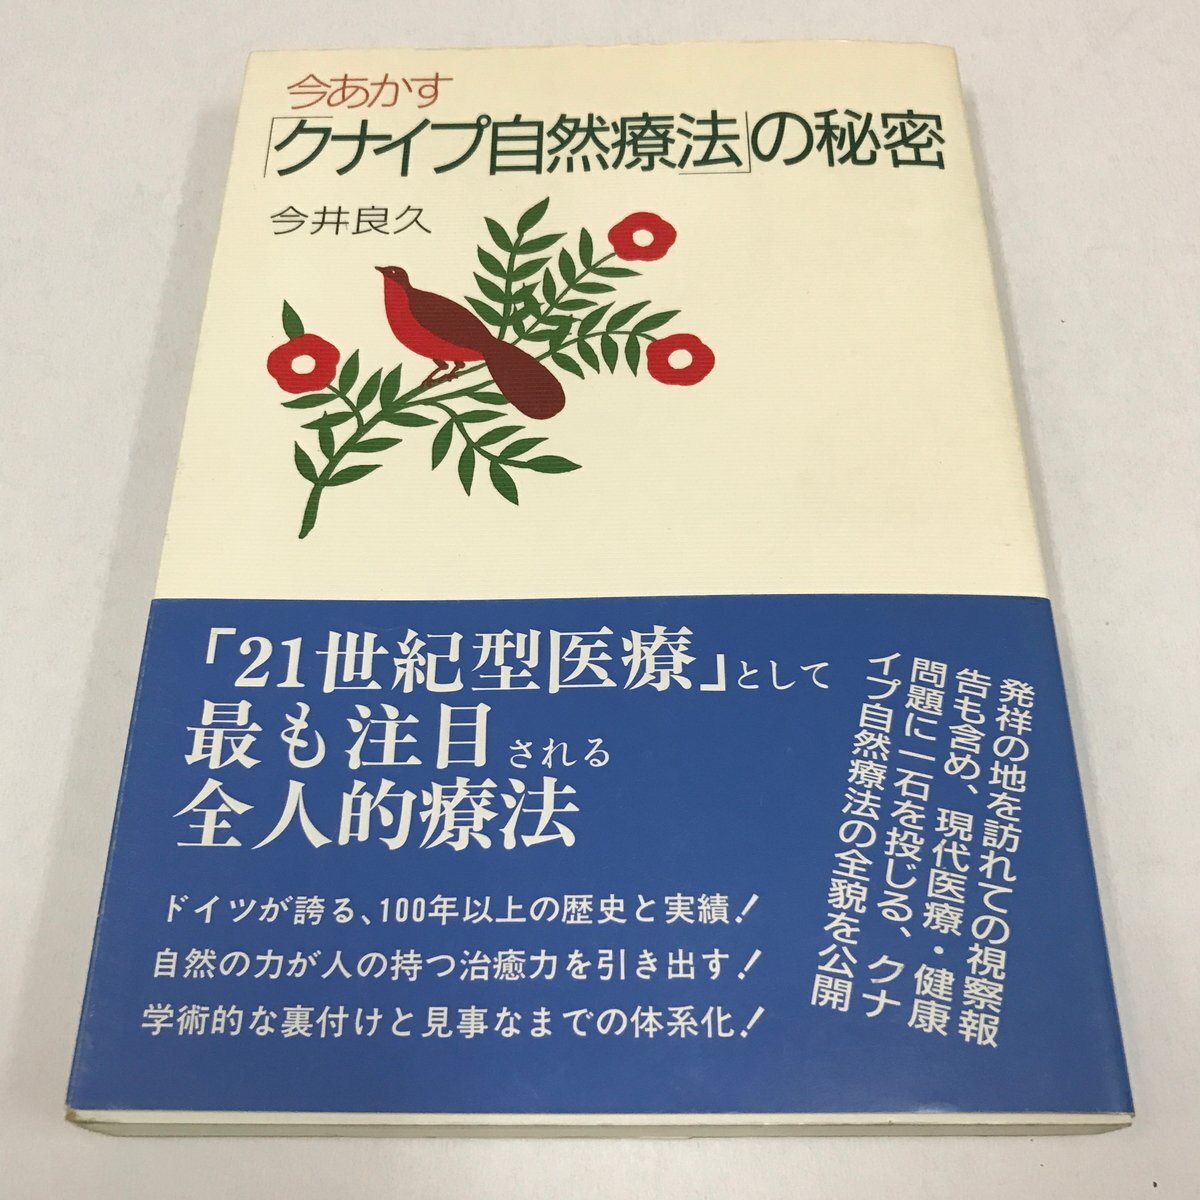 今あかす
「クナイプ自然療法」の秘密
今井良久
「21世紀型医療」として
最も注目される
全人的療法
ドイツが誇る、100年以上の歴史と実績!
自然の力が人の持つ治癒力を引き出す!
学術的な裏付けと見事なまでの体系化!
発祥の地を訪れての視察報
告も含め、現代医療・健康
問題に一石を投じる、クナ
イプ自然療法の全貌を公開